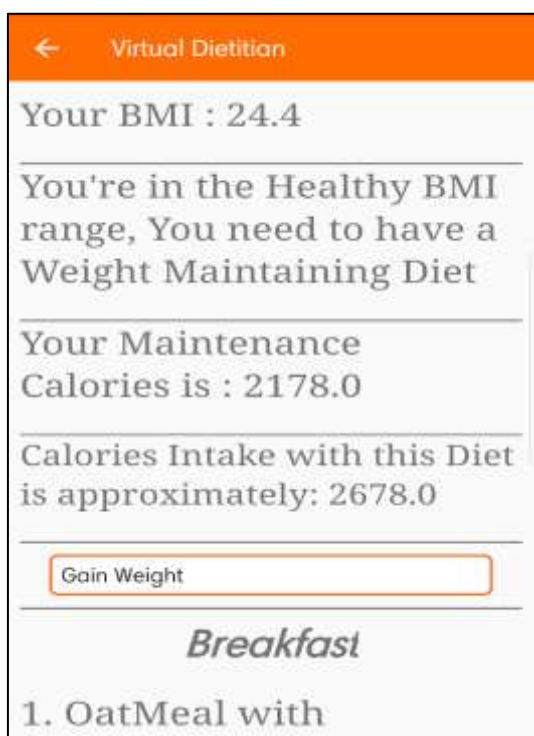 Virtual Dietitian
Your BMI : 24.4
You're in the Healthy BMI
range, You need to have a
Weight Maintaining Diet
Your Maintenance
Calories is : 2178.0
Calories Intake with this Diet
is approximately: 2678.0
Gain Weight
Breakfast
1. OatMeal with